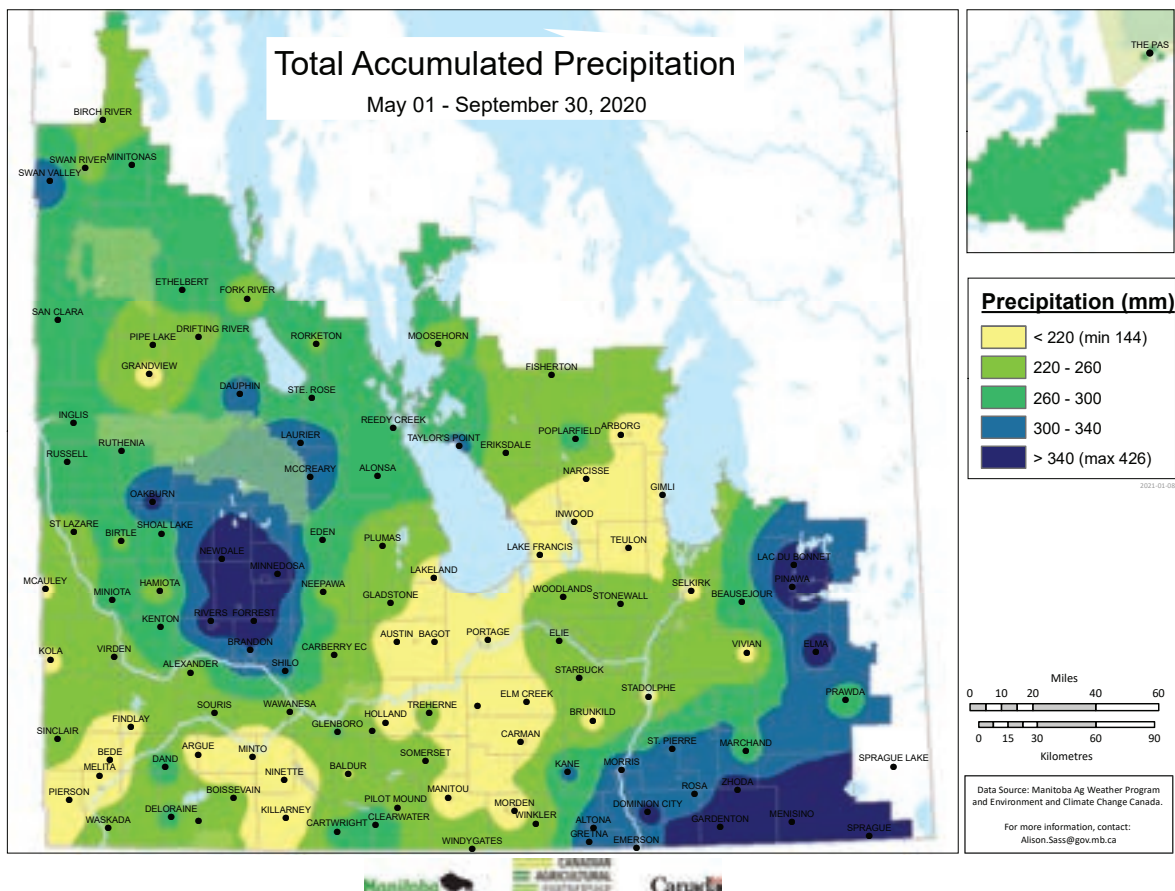 Total Accumulated Precipitation
May 01 - September 30, 2020
THE PAS
BIRCH RIVER
SWAN RIVER
MINITONAS
SWAN VALLEY
ETHELBERT
FORK RIVER
SAN CLARA
DRIFTING RIVER
PIPE LAKE
RORKETON
MOOSEHORN
GRANDVIEW
FISHERTON
DAUPHIN
STE. ROSE
INGLIS
REEDY CREEK
RUTHENIA
LAURIER
TAYLOR'S POINT
ERIKSDALE
POPLARFIELD
ARBORG
RUSSELL
MCCREARY
ALONSA
NARCISSE
GIMLI
OAKBURN
ST LAZARE
BIRTLE
SHOAL LAKE
EDEN
PLUMAS
INWOOD
LAKE FRANCIS
TEULON
NEWDALE
MINNEDOSA
LAKELAND
LAC DU BONNET
PINAWA
MCAULEY
MINIOTA
HAMIOTA
NEEPAWA
GLADSTONE
WOODLANDS
STONEWALL
SELKIRK
BEAUSEJOUR
KENTON
RIVERS
FORREST
AUSTIN
BAGOT
PORTAGE
ELIE
VIVIAN
ELMA
KOLA
VIRDEN
ALEXANDER
BRANDON
SHILO
CARBERRY EC
STARBUCK
STADOLPHE
PRAWDA
SINCLAIR
FINDLAY
SOURIS
WAWANESA
GLENBORO
HOLLAND
TREHERNE
ELM CREEK
BRUNKILD
CARMAN
BEDE
MELITA
DAND
ARGUE
MINTO
NINETTE
BALDUR
SOMERSET
KANE
MORRIS
ST. PIERRE
MARCHAND
SPRAGUE LAKE
PIERSON
BOISSEVAIN
MANITOU
ROSA
ZHODA
WASKADA
DELORAINE
KILLARNEY
PILOT MOUND
CARTWRIGHT
CLEARWATER
MORDEN
WINKLER
WINDYGATES
ALTONA
GRETNA
DOMINION CITY
EMERSON
GARDENTON
MENISINO
SPRAGUE
Precipitation (mm)
< 220 (min 144)
220 - 260
260 - 300
300 - 340
> 340 (max 426)
2021-01-08
Miles
0 5 10 20 40 60
0 15 30 60 90
Kilometres
Data Source: Manitoba Ag Weather Program
and Environment and Climate Change Canada.
For more information, contact:
Alison.Sass@gov.mb.ca
Manitoba
CANADIAN
AGRICULTURAL
PARTNERSHIP
Canada